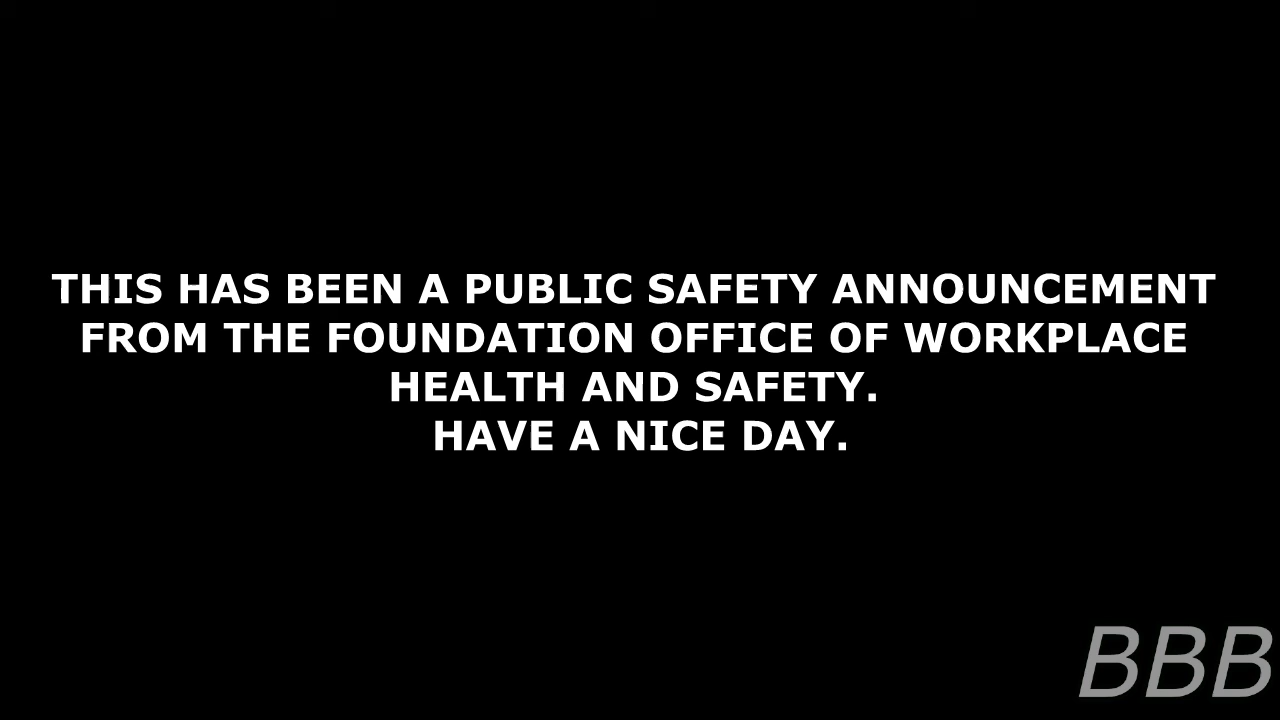 THIS HAS BEEN A PUBLIC SAFETY ANNOUNCEMENT
FROM THE FOUNDATION OFFICE OF WORKPLACE
HEALTH AND SAFETY.
HAVE A NICE DAY.
BBB